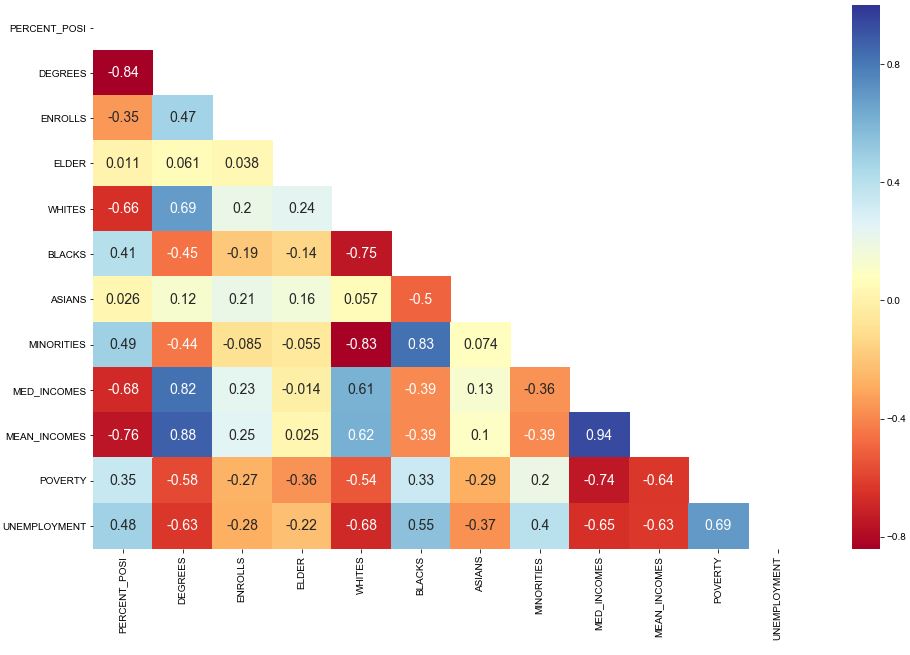 PERCENT_POSI
DEGREES -0.84
ENROLLS -0.35 0.47
ELDER 0.011 0.061 0.038
WHITES -0.66 0.69 0.2 0.24
BLACKS 0.41 -0.45 -0.19 -0.14 -0.75
ASIANS 0.026 0.12 0.21 0.16 0.057 -0.5
MINORITIES 0.49 -0.44 -0.085 -0.055 -0.83 0.83 0.074
MED_INCOMES -0.68 0.82 0.23 -0.014 0.61 -0.39 0.13 -0.36
MEAN_INCOMES -0.76 0.88 0.25 0.025 0.62 -0.39 0.1 -0.39 0.94
POVERTY 0.35 -0.58 -0.27 -0.36 -0.54 0.33 -0.29 0.2 -0.74 -0.64
UNEMPLOYMENT 0.48 -0.63 -0.28 -0.22 -0.68 0.55 -0.37 0.4 -0.65 -0.63 0.69
PERCENT_POSI
DEGREES
ENROLLS
ELDER
WHITES
BLACKS
ASIANS
MINORITIES
MED_INCOMES
MEAN_INCOMES
POVERTY
UNEMPLOYMENT
0.8
0.4
0.0
-0.4
-0.8